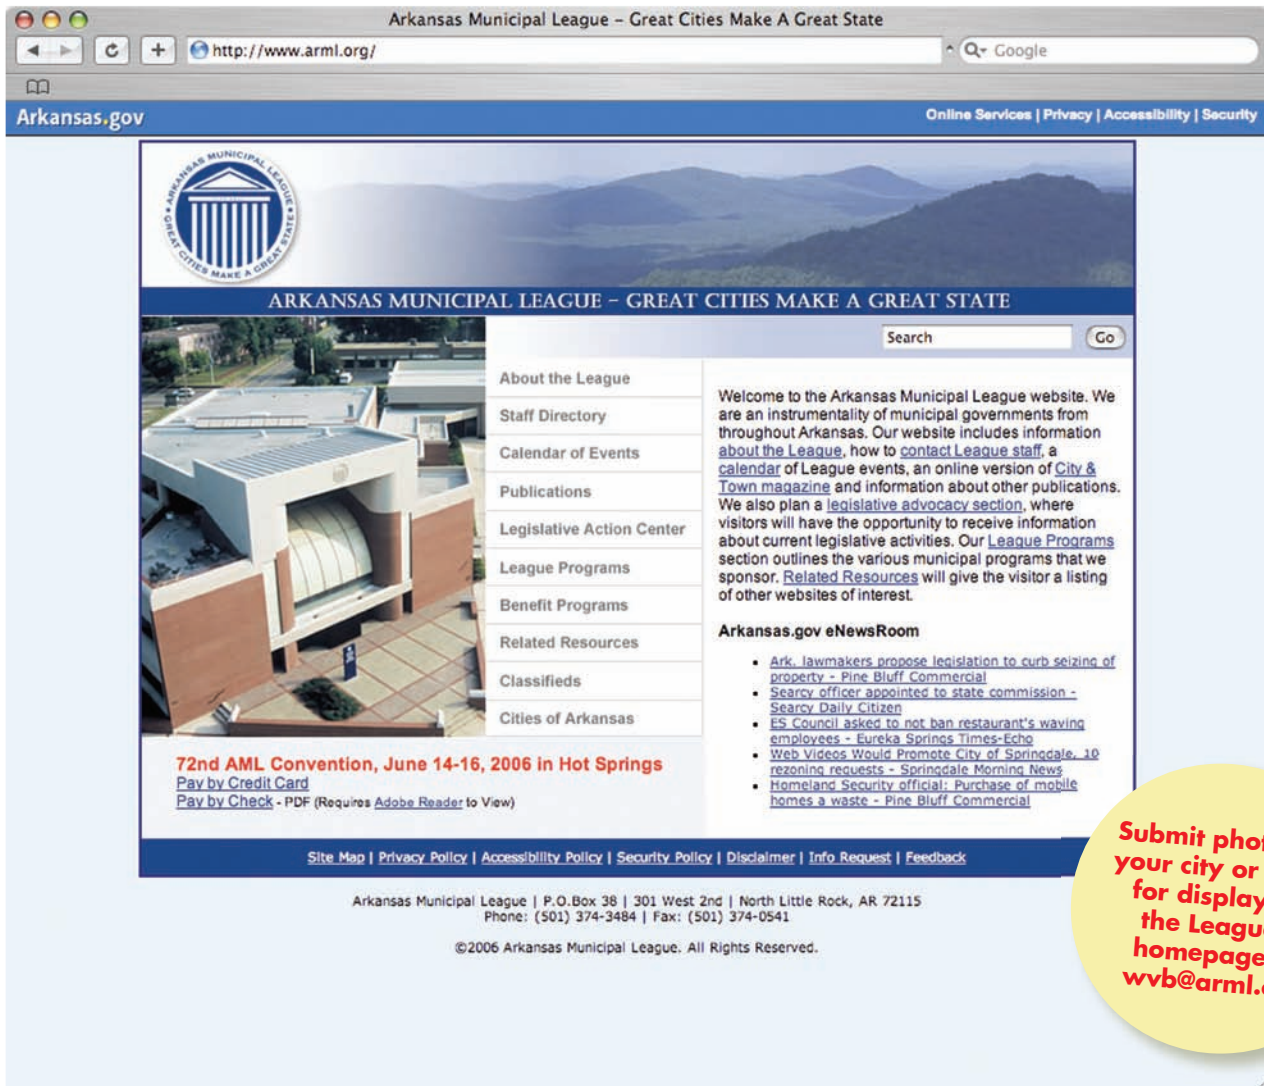 Arkansas Municipal League – Great Cities Make A Great State
http://www.arml.org/
Google
Arkansas.gov
Online Services | Privacy | Accessibility | Security
ARKANSAS MUNICIPAL LEAGUE
GREAT CITIES MAKE A GREAT STATE
ARKANSAS MUNICIPAL LEAGUE – GREAT CITIES MAKE A GREAT STATE
Search
Go
About the League
Staff Directory
Calendar of Events
Publications
Legislative Action Center
League Programs
Benefit Programs
Related Resources
Classifieds
Cities of Arkansas
Welcome to the Arkansas Municipal League website. We
are an instrumentality of municipal governments from
throughout Arkansas. Our website includes information
about the League, how to contact League staff, a
calendar of League events, an online version of City &
Town magazine and information about other publications.
We also plan a legislative advocacy section, where
visitors will have the opportunity to receive information
about current legislative activities. Our League Programs
section outlines the various municipal programs that we
sponsor. Related Resources will give the visitor a listing
of other websites of interest.
Arkansas.gov eNewsRoom
Ark. lawmakers propose legislation to curb seizing of
property - Pine Bluff Commercial
Searcy officer appointed to state commission -
Searcy Daily Citizen
ES Council asked to not ban restaurant's waving
employees - Eureka Springs Times-Echo
Web Videos Would Promote City of Springdale, 10
rezoning requests - Springdale Morning News
Homeland Security official: Purchase of mobile
homes a waste - Pine Bluff Commercial
72nd AML Convention, June 14-16, 2006 in Hot Springs
Pay by Credit Card
Pay by Check - PDF (Requires Adobe Reader to View)
Site Map | Privacy Policy | Accessibility Policy | Security Policy | Disclaimer | Info Request | Feedback
Arkansas Municipal League | P.O.Box 38 | 301 West 2nd | North Little Rock, AR 72115
Phone: (501) 374-3484 | Fax: (501) 374-0541
©2006 Arkansas Municipal League. All Rights Reserved.
Submit
your city or
for display
the
homepage